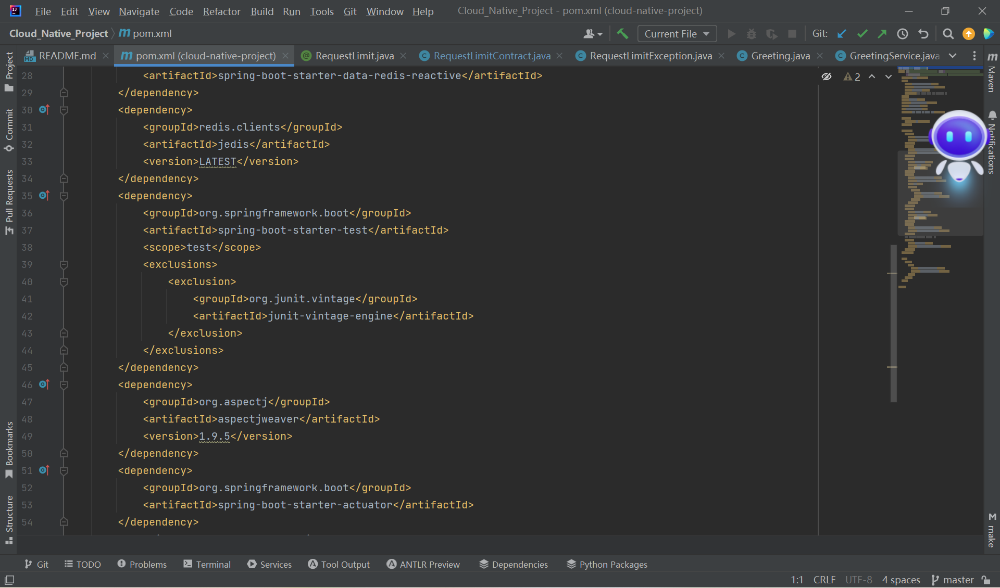 File Edit View Navigate Code Refactor Build Run Tools Git Window Help Cloud_Native_Project - pom.xml (cloud-native-project)
Cloud_Native_Project pom.xml Current File Git:
README.md pom.xml (cloud-native-project) RequestLimit.java RequestLimitContract.java RequestLimitException.java Greeting.java GreetingService.java
Project
Commit
Pull Requests
Bookmarks
Structure
2
28 <artifactId>spring-boot-starter-data-redis-reactive</artifactId>
29 </dependency>
30 <dependency>
31 <groupId>redis.clients</groupId>
32 <artifactId>jedis</artifactId>
33 <version>LATEST</version>
34 </dependency>
35 <dependency>
36 <groupId>org.springframework.boot</groupId>
37 <artifactId>spring-boot-starter-test</artifactId>
38 <scope>test</scope>
39 <exclusions>
40 <exclusion>
41 <groupId>org.junit.vintage</groupId>
42 <artifactId>junit-vintage-engine</artifactId>
43 </exclusion>
44 </exclusions>
45 </dependency>
46 <dependency>
47 <groupId>org.aspectj</groupId>
48 <artifactId>aspectjweaver</artifactId>
49 <version>1.9.5</version>
50 </dependency>
51 <dependency>
52 <groupId>org.springframework.boot</groupId>
53 <artifactId>spring-boot-starter-actuator</artifactId>
54 </dependency>
Maven
Notifications
make
Git TODO Problems Terminal Services Tool Output ANTLR Preview Dependencies Python Packages
1:1 CRLF UTF-8 4 spaces master